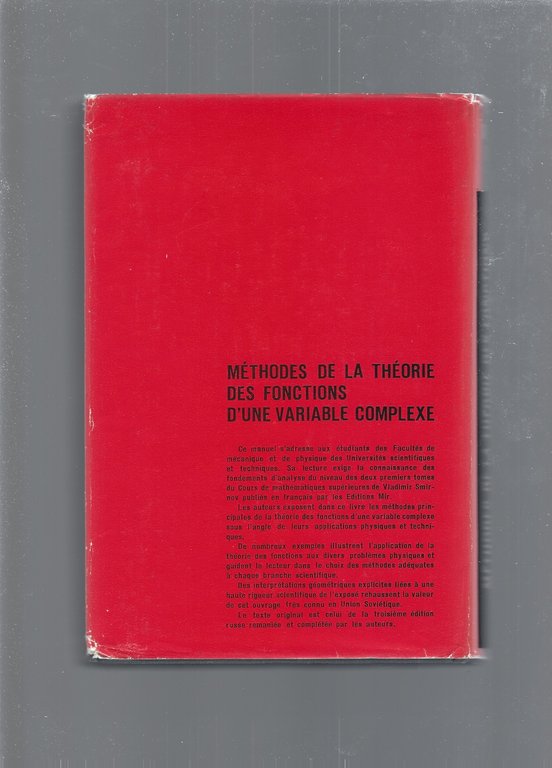 MÉTHODES DE LA THÉORIE
DES FONCTIONS
D'UNE VARIABLE COMPLEXE
Ce manuel s'adresse aux étudiants des Facultés de
mécanique et de physique des Universités scientifiques
et techniques. Sa lecture exige la connaissance des
fondements d'analyse du niveau des deux premiers tomes
du Cours de mathématiques supérieures de Vladimir Smir-
nov publiés en français par les Editions Mir.
Les auteurs exposent dans ce livre les méthodes prin-
cipales de la théorie des fonctions d'une variable complexe
sous l'angle de leurs applications physiques et techni-
ques.
De nombreux exemples illustrent l'application de la
théorie des fonctions aux divers problèmes physiques et
guident le lecteur dans le choix des méthodes adéquates
à chaque branche scientifique.
Des interprétations géométriques explicites liées à une
haute rigueur scientifique de l'exposé rehaussent la valeur
de cet ouvrage très connu en Union Soviétique.
Le texte original est celui de la troisième édition
russe remaniée et complétée par les auteurs.